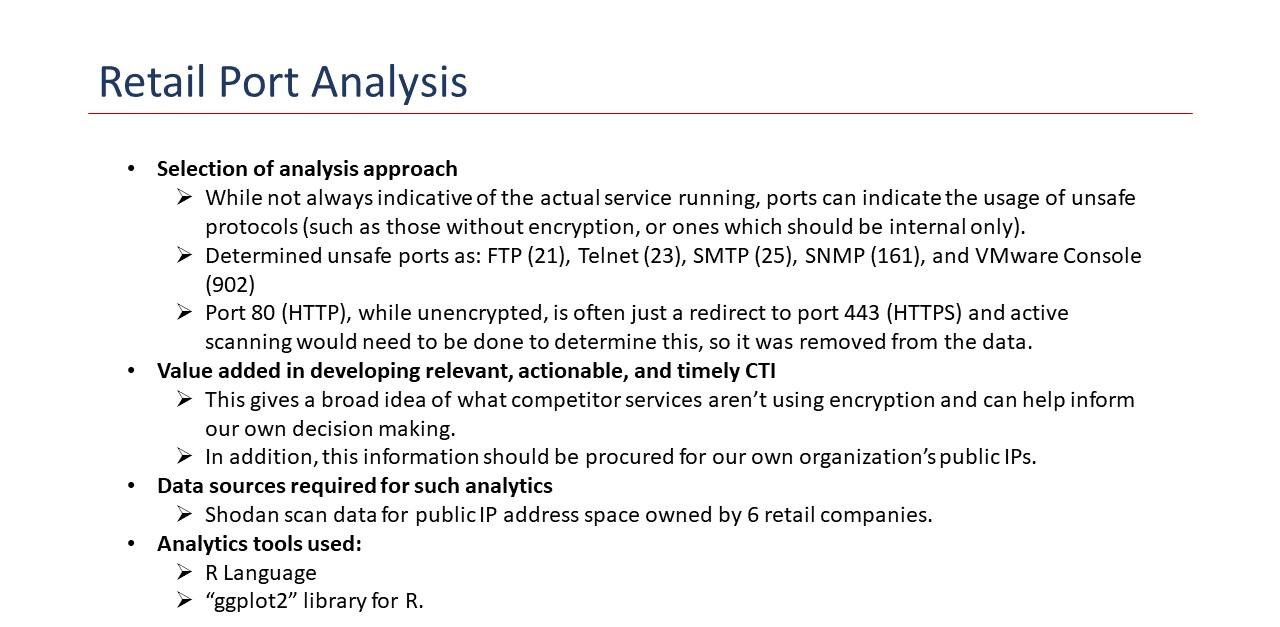 Retail Port Analysis
• Selection of analysis approach
➢ While not always indicative of the actual service running, ports can indicate the usage of unsafe
protocols (such as those without encryption, or ones which should be internal only).
➢ Determined unsafe ports as: FTP (21), Telnet (23), SMTP (25), SNMP (161), and VMware Console
(902)
➢ Port 80 (HTTP), while unencrypted, is often just a redirect to port 443 (HTTPS) and active
scanning would need to be done to determine this, so it was removed from the data.
• Value added in developing relevant, actionable, and timely CTI
➢ This gives a broad idea of what competitor services aren’t using encryption and can help inform
our own decision making.
➢ In addition, this information should be procured for our own organization’s public IPs.
• Data sources required for such analytics
➢ Shodan scan data for public IP address space owned by 6 retail companies.
• Analytics tools used:
➢ R Language
➢ “ggplot2” library for R.